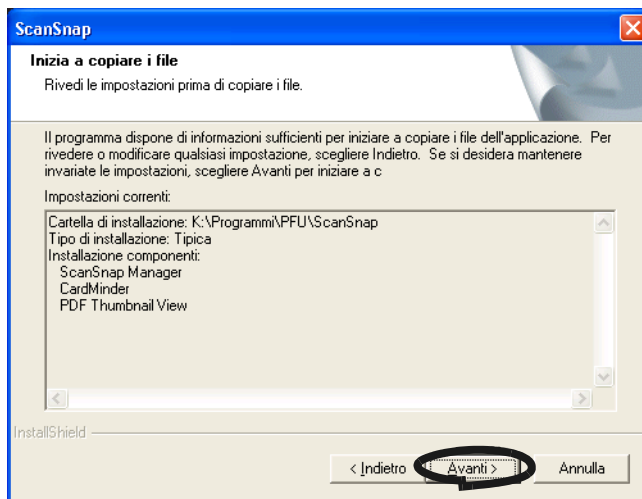 ScanSnap
Inizia a copiare i file
Rivedi le impostazioni prima di copiare i file.
Il programma dispone di informazioni sufficienti per iniziare a copiare i file dell'applicazione. Per
rivedere o modificare qualsiasi impostazione, scegliere Indietro. Se si desidera mantenere
invariate le impostazioni, scegliere Avanti per iniziare a c
Impostazioni correnti:
Cartella di installazione: K:\Programmi\PFU\ScanSnap
Tipo di installazione: Tipica
Installazione componenti:
ScanSnap Manager
CardMinder
PDF Thumbnail View
InstallShield
< Indietro Avanti > Annulla